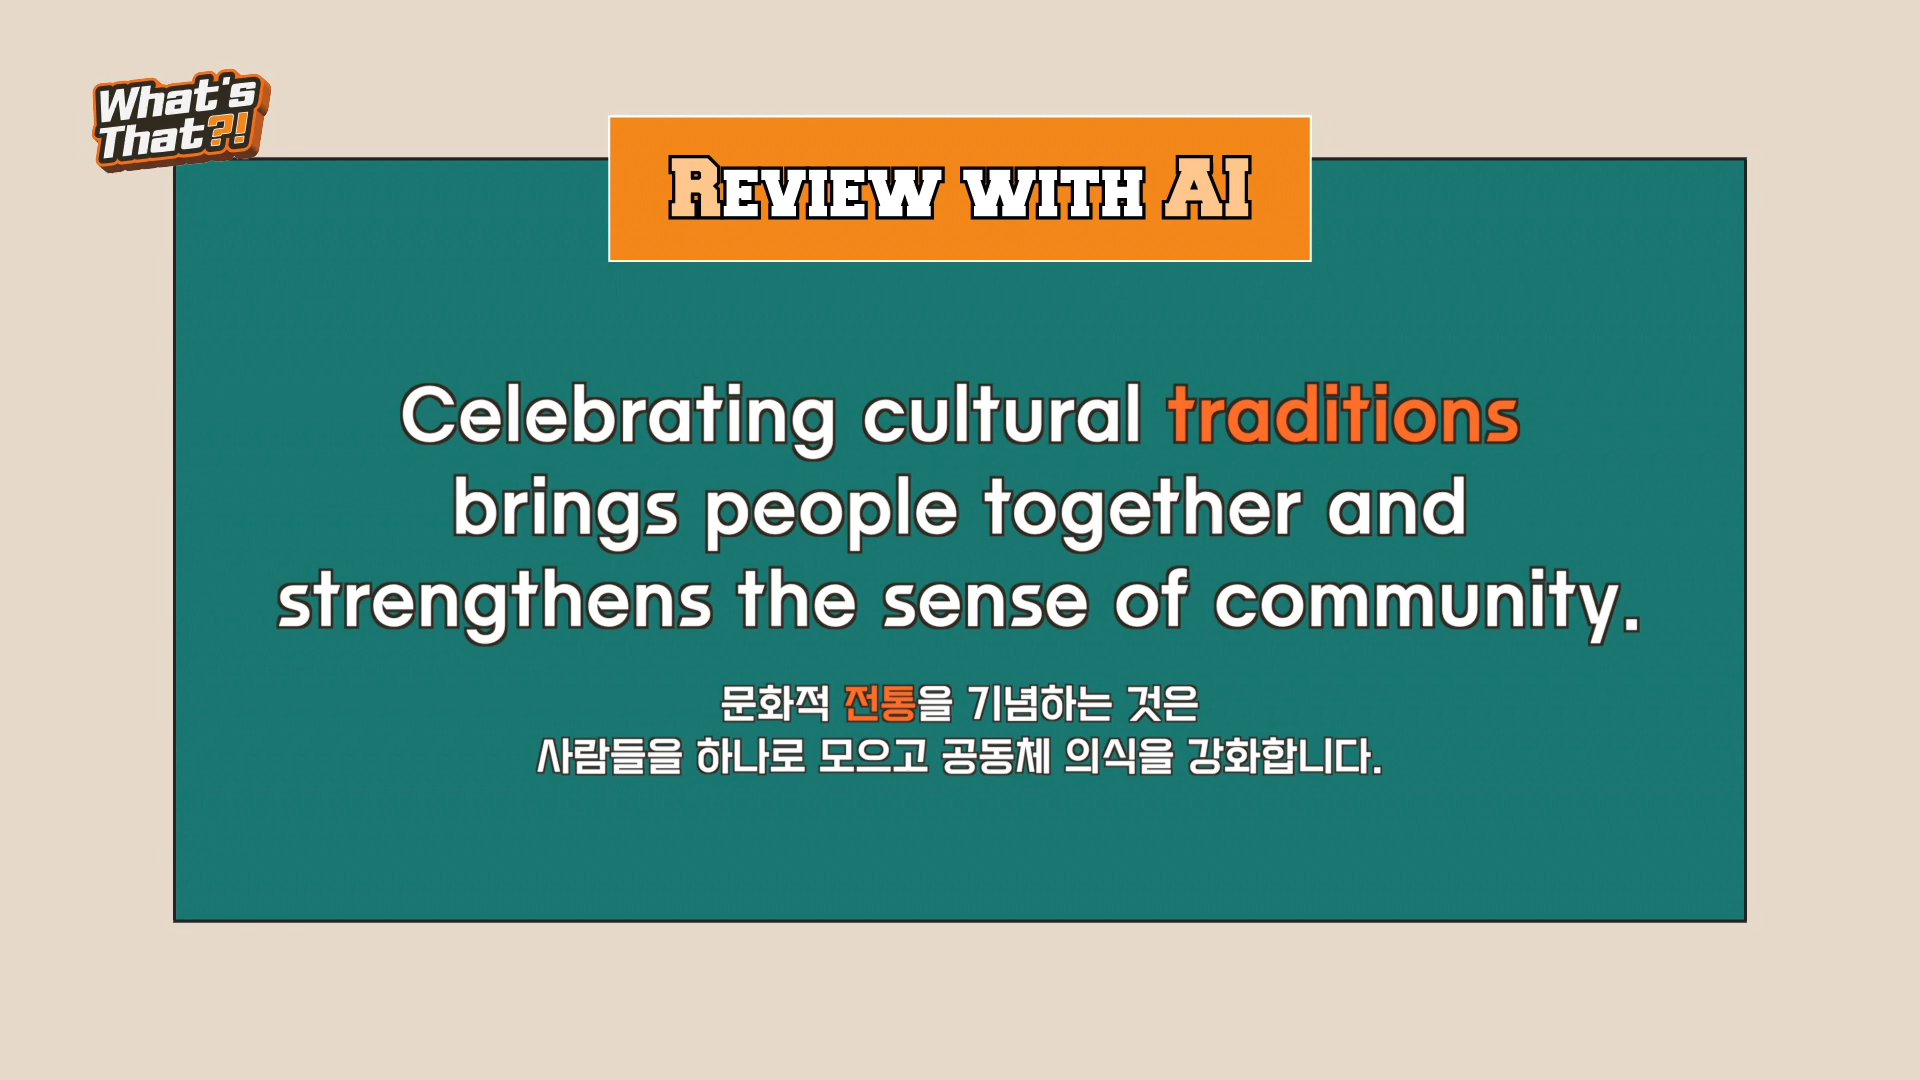 What's
That?!
REVIEW WITH AI
Celebrating cultural traditions
brings people together and
strengthens the sense of community.
문화적 전통을 기념하는 것은
사람들을 하나로 모으고 공동체 의식을 강화합니다.